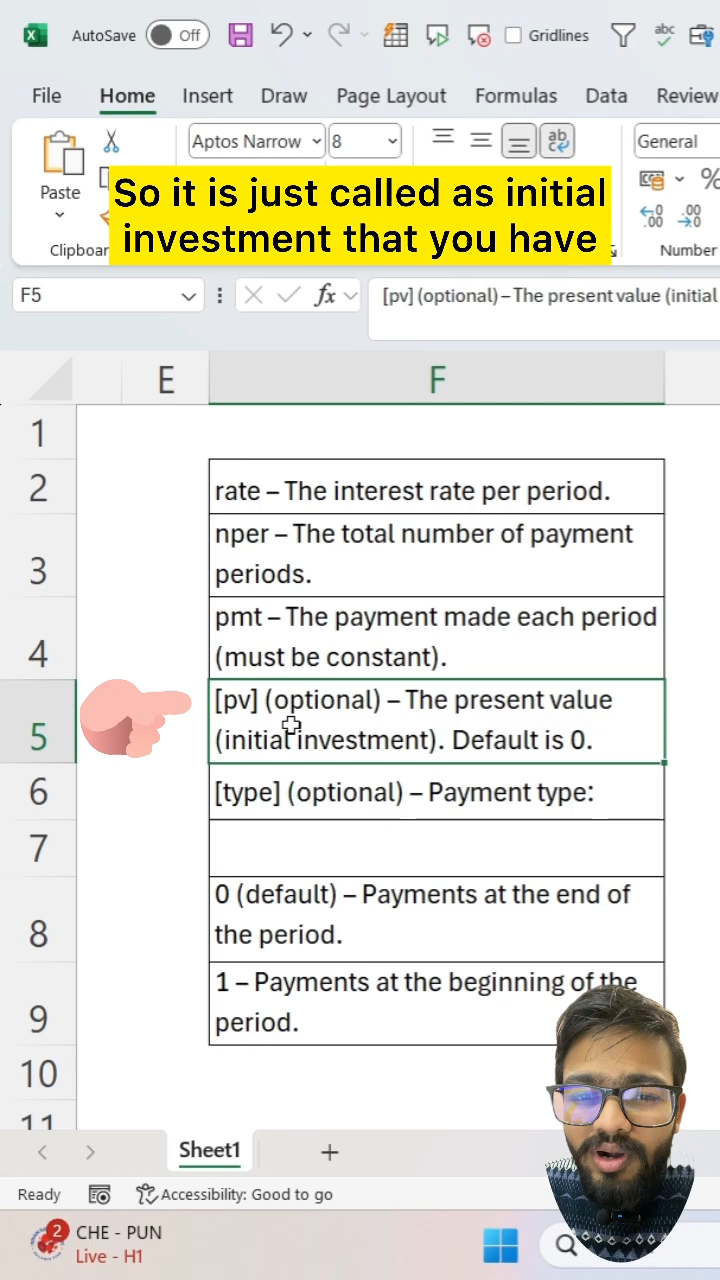 AutoSave Off Gridlines abc
File Home Insert Draw Page Layout Formulas Data Review
Paste
Aptos Narrow 8
ab
General
%
So it is just called as initial
investment that you have
Number
F5 fx [pv] (optional) – The present value (initial
E F
1
2 rate – The interest rate per period.
3 nper – The total number of payment
periods.
4 pmt – The payment made each period
(must be constant).
5 [pv] (optional) – The present value
(initial investment). Default is 0.
6 [type] (optional) – Payment type:
7
8 0 (default) – Payments at the end of
the period.
9 1 – Payments at the beginning of the
period.
10
11
Sheet1
Ready Accessibility: Good to go
2 CHE - PUN
Live - H1